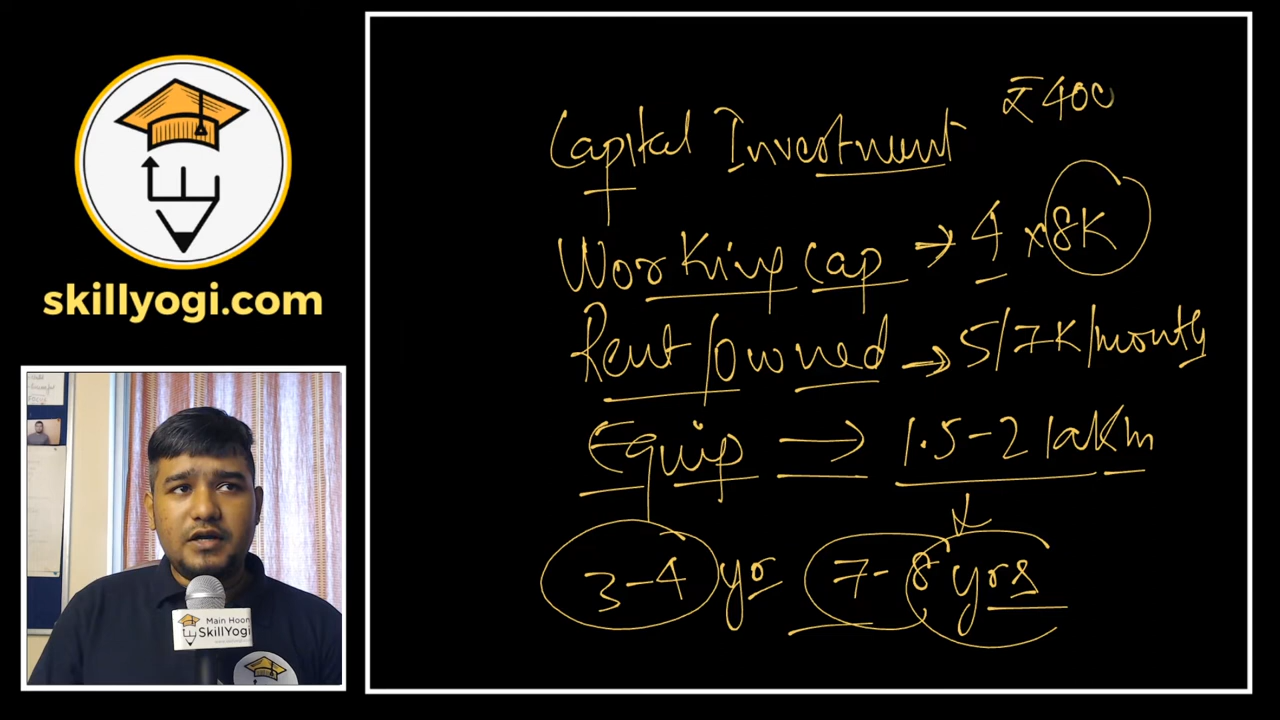 skillyogi.com
Main Hoon
SkillYogi
₹400
Capital Investment
Working Cap → 4 × 8K
Rent/owned → 5/7K/month
Equip → 1.5-2 lakh
3-4 yr 7-8 yrs